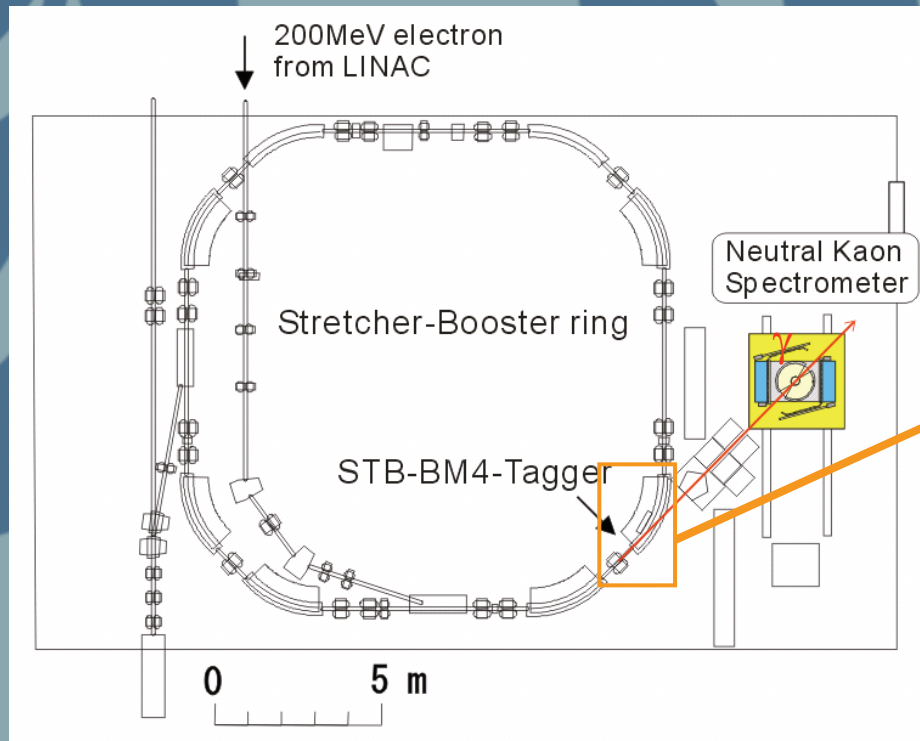 200MeV electron
from LINAC
Neutral Kaon
Spectrometer
γ
Stretcher-Booster ring
STB-BM4-Tagger
0 5 m